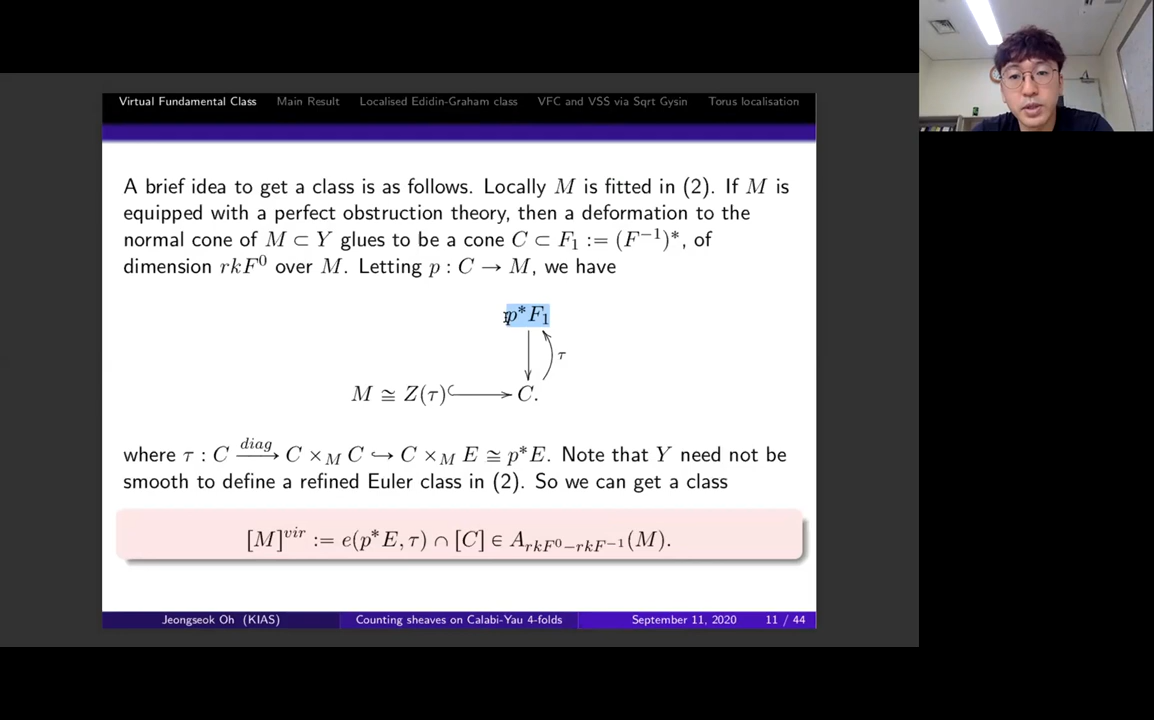 Virtual Fundamental Class Main Result Localised Edidin-Graham class VFC and VSS via Sqrt Gysin Torus localisation
A brief idea to get a class is as follows. Locally M is fitted in (2). If M is
equipped with a perfect obstruction theory, then a deformation to the
normal cone of M ⊂ Y glues to be a cone C ⊂ F₁ := (F⁻¹)*, of
dimension rkF⁰ over M. Letting p : C → M, we have
p*F₁
τ
M ≅ Z(τ) ↪ C.
where τ : C →^{diag} C ×_M C ↪ C ×_M E ≅ p*E. Note that Y need not be
smooth to define a refined Euler class in (2). So we can get a class
[M]^{vir} := e(p*E, τ) ∩ [C] ∈ A_{rkF⁰−rkF⁻¹}(M).
Jeongseok Oh (KIAS) Counting sheaves on Calabi-Yau 4-folds September 11, 2020 11 / 44